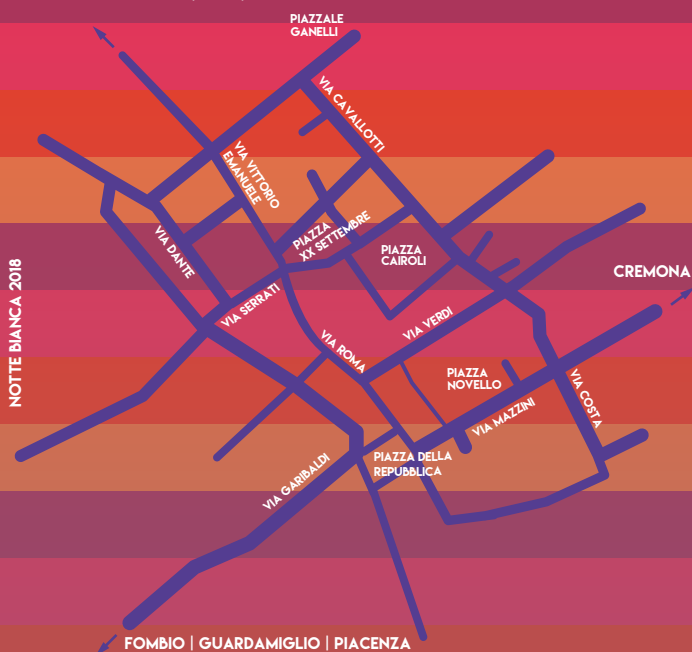 PIAZZALE
GANELLI
VIA CAVALLOTTI
VIA VITTORIO
EMANUELE
PIAZZA
XX SETTEMBRE
PIAZZA
CAIROLI
VIA DANTE
CREMONA
NOTTE BIANCA 2018
VIA SERRATI
VIA VERDI
VIA ROMA
PIAZZA
NOVELLO
VIA COSTA
VIA MAZZINI
PIAZZA DELLA
REPUBBLICA
VIA GARIBALDI
FOMBIO | GUARDAMIGLIO | PIACENZA